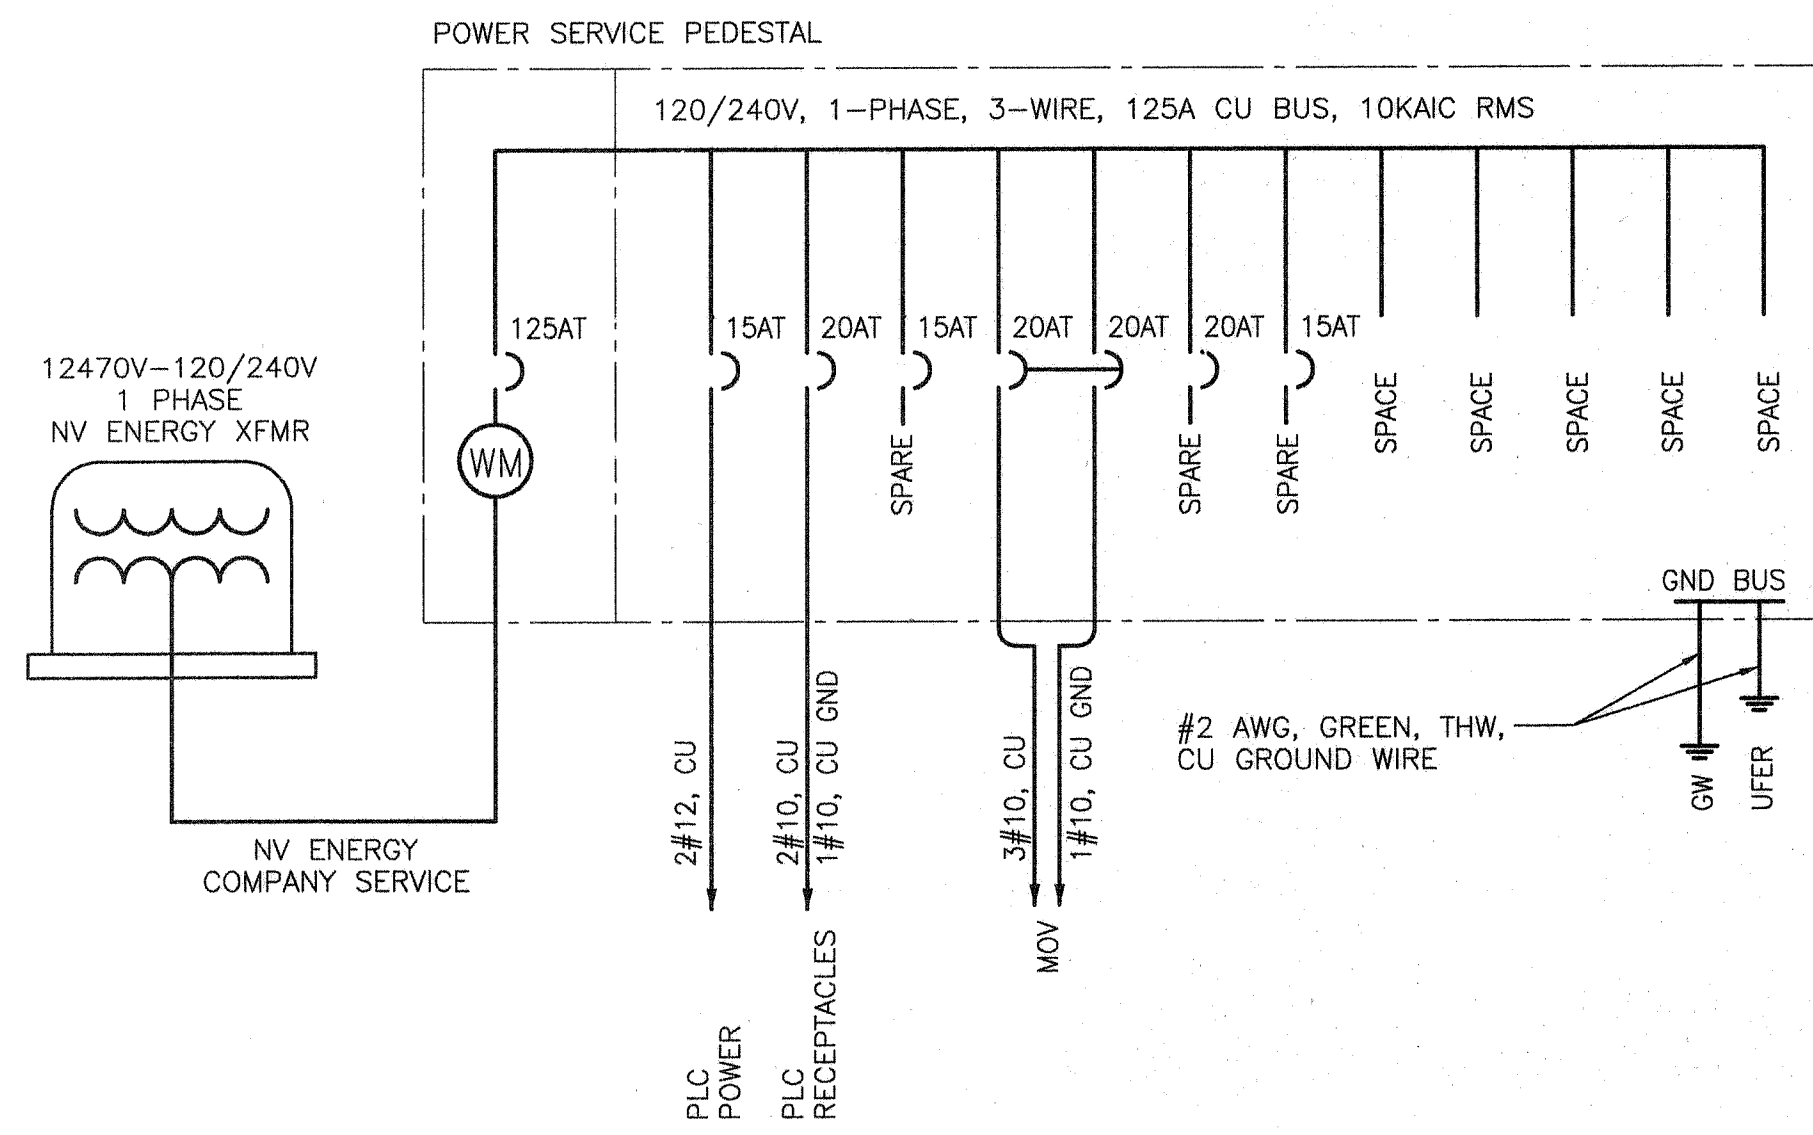 POWER SERVICE PEDESTAL
120/240V, 1-PHASE, 3-WIRE, 125A CU BUS, 10KAIC RMS
125AT
15AT
20AT
15AT
20AT
20AT
20AT
15AT
12470V-120/240V
1 PHASE
NV ENERGY XFMR
WM
SPARE
SPARE
SPARE
SPACE
SPACE
SPACE
SPACE
SPACE
GND BUS
#2 AWG, GREEN, THW,
CU GROUND WIRE
GW
UFER
NV ENERGY
COMPANY SERVICE
2#12, CU
2#10, CU
1#10, CU GND
3#10, CU
1#10, CU GND
PLC
POWER
PLC
RECEPTACLES
MOV